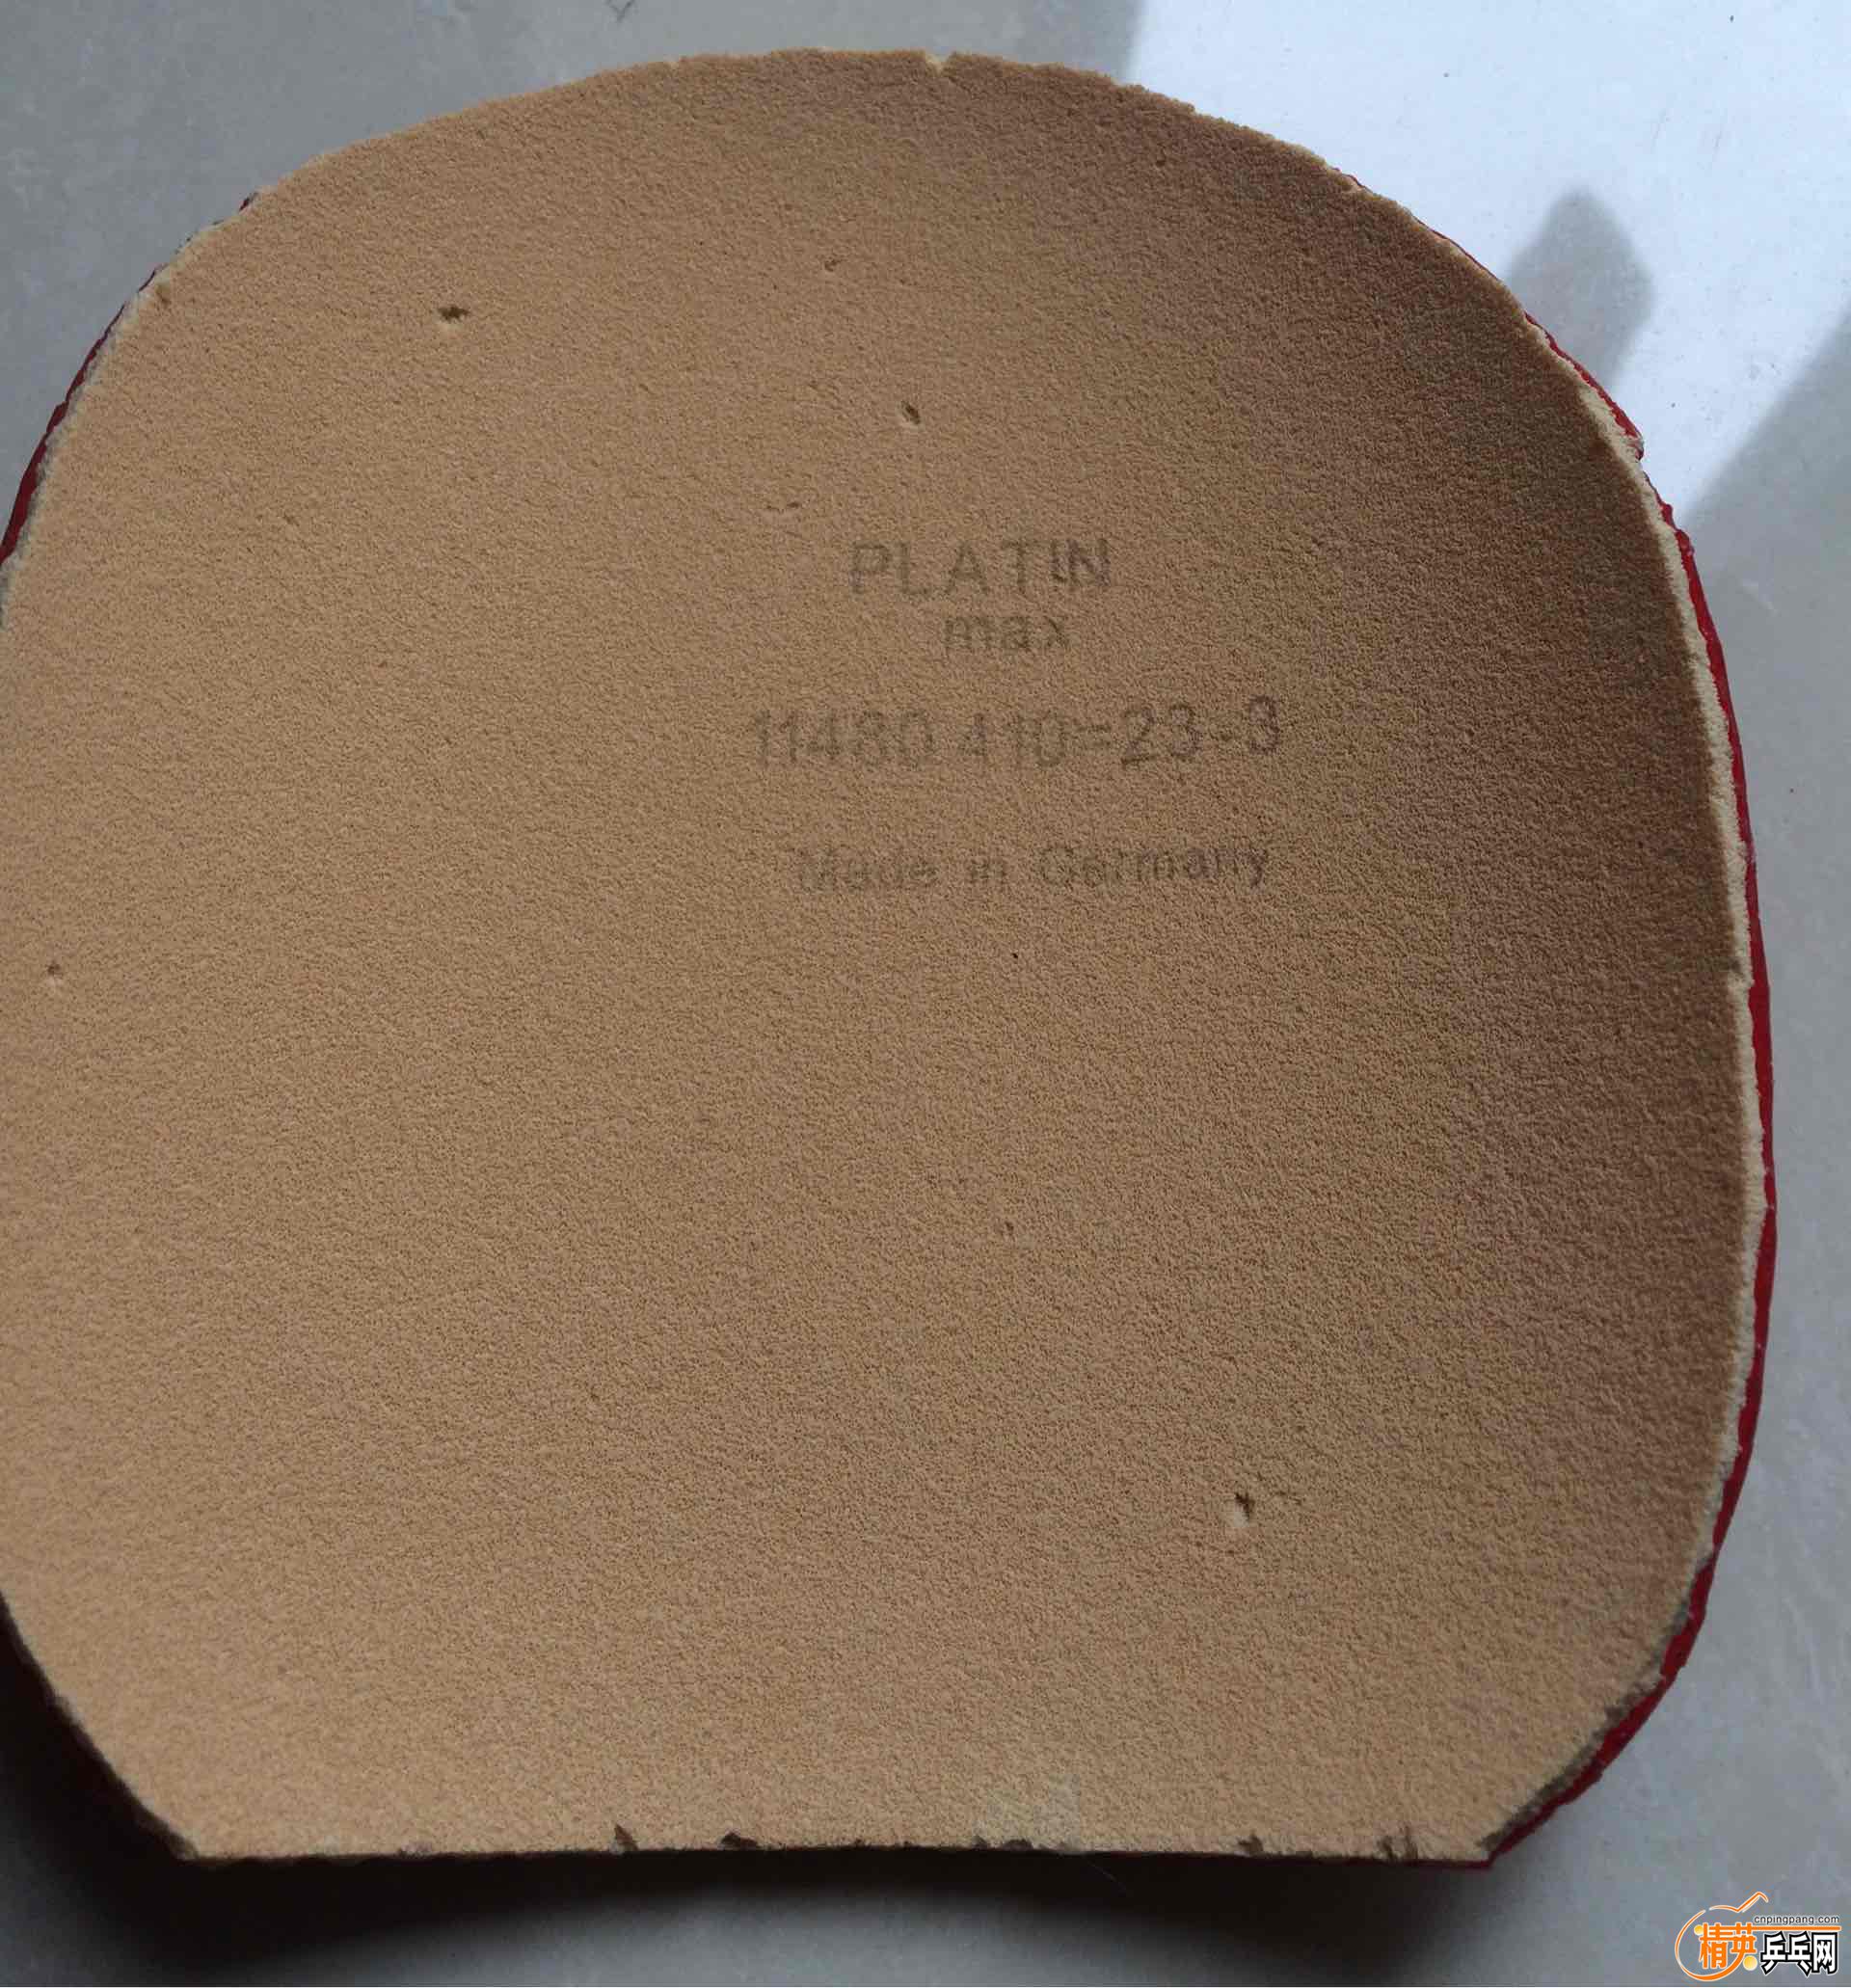 PLATIN
max
11480 410=23-3
Made in Germany
cnpingpang.com
精英乒乓网